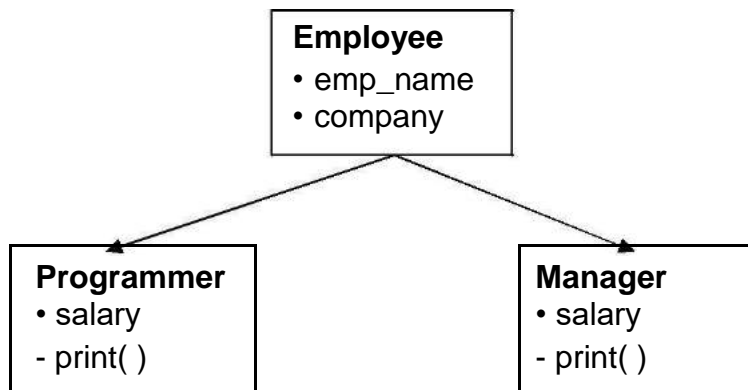 Employee
• emp_name
• company
Programmer
• salary
- print( )
Manager
• salary
- print( )